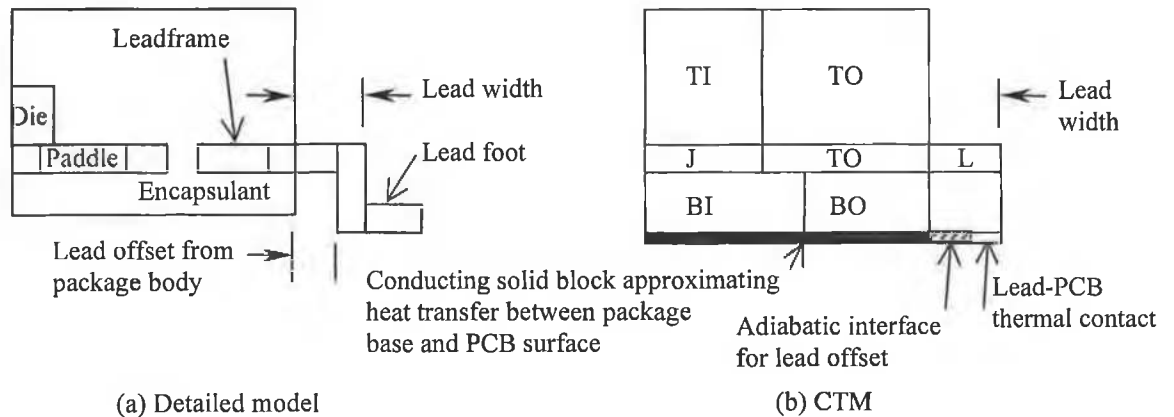 Leadframe
Lead width
Die
Paddle
Lead foot
Encapsulant
Lead offset from
package body
Conducting solid block approximating
heat transfer between package
base and PCB surface
(a) Detailed model
TI
TO
Lead
width
J
TO
L
BI
BO
Adiabatic interface
for lead offset
Lead-PCB
thermal contact
(b) CTM